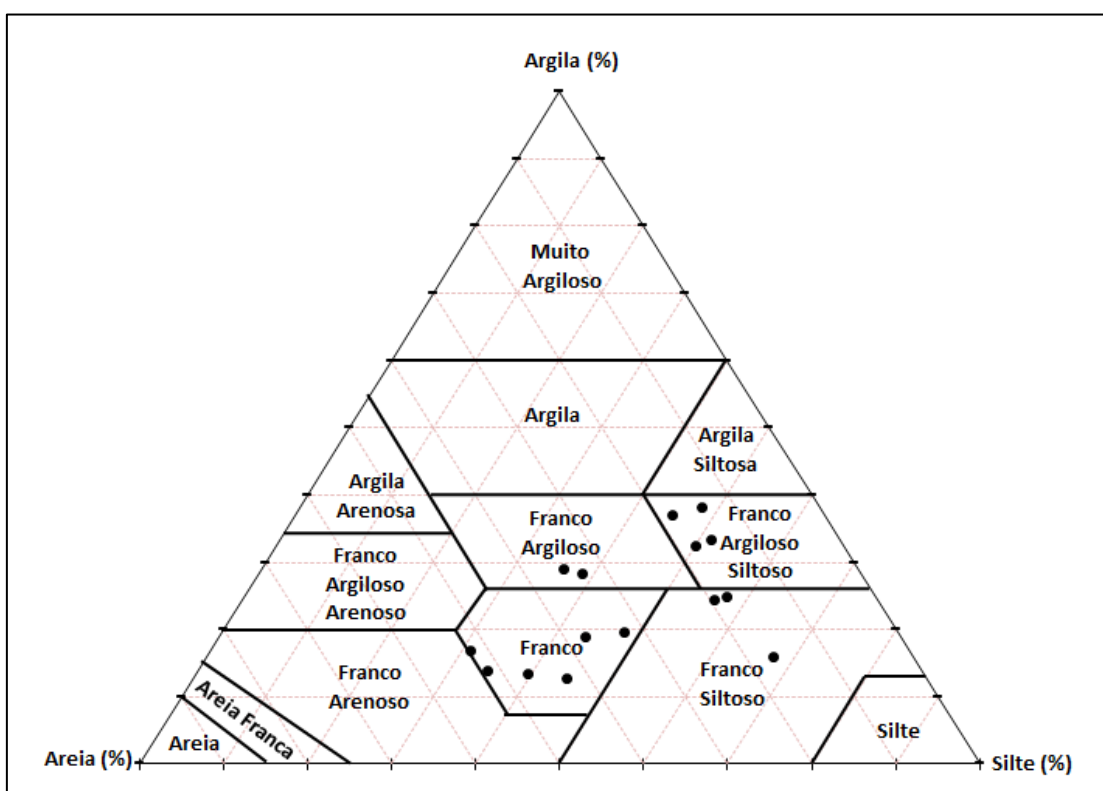 Argila (%)
Muito
Argiloso
Argila
Argila
Siltosa
Argila
Arenosa
Franco
Argiloso
Franco
Argiloso
Siltoso
Franco
Argiloso
Arenoso
Franco
Franco
Arenoso
Franco
Siltoso
Areia Franca
Areia
Silte
Areia (%)
Silte (%)